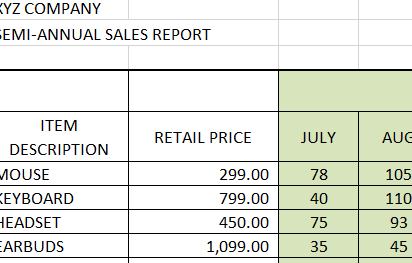 XYZ COMPANY
SEMI-ANNUAL SALES REPORT
ITEM DESCRIPTION RETAIL PRICE JULY AUG
MOUSE 299.00 78 105
KEYBOARD 799.00 40 110
HEADSET 450.00 75 93
EARBUDS 1,099.00 35 45